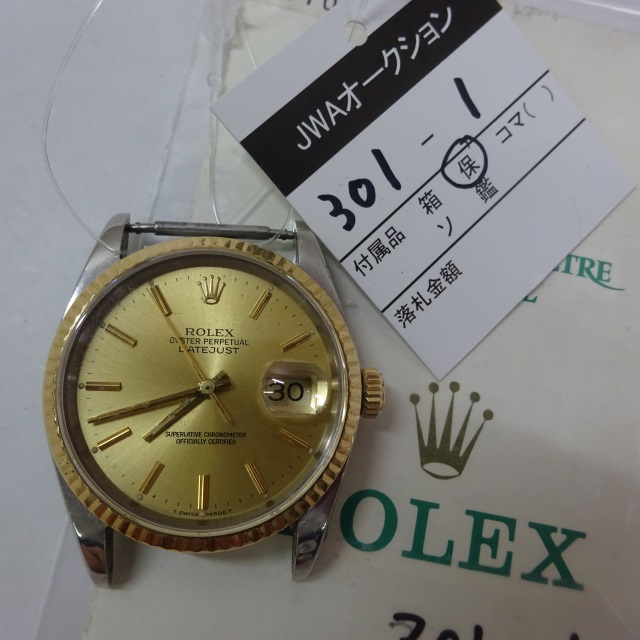 JWAオークション
301-1
付属品 箱 保 コマ( )
ソ 鑑
落札金額
ROLEX
OYSTER PERPETUAL
DATEJUST
30
SUPERLATIVE CHRONOMETER
OFFICIALLY CERTIFIED
T SWISS MADE T
ROLEX